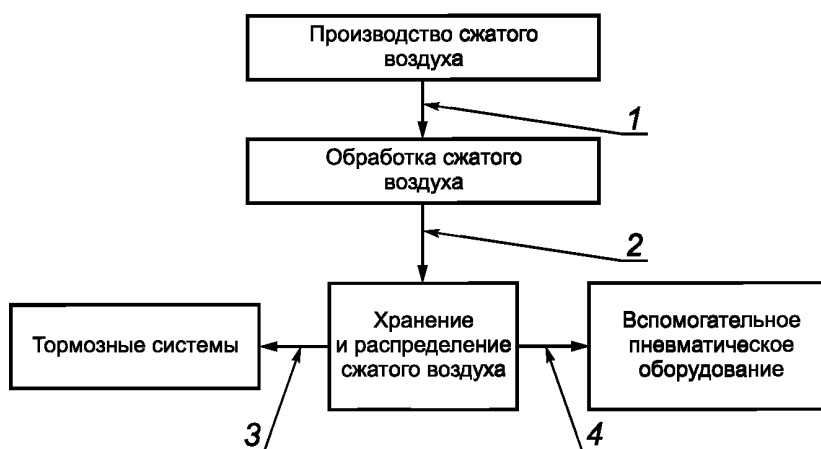 Производство сжатого
воздуха
1
Обработка сжатого
воздуха
2
Тормозные системы
Хранение
и распределение
сжатого воздуха
Вспомогательное
пневматическое
оборудование
3
4